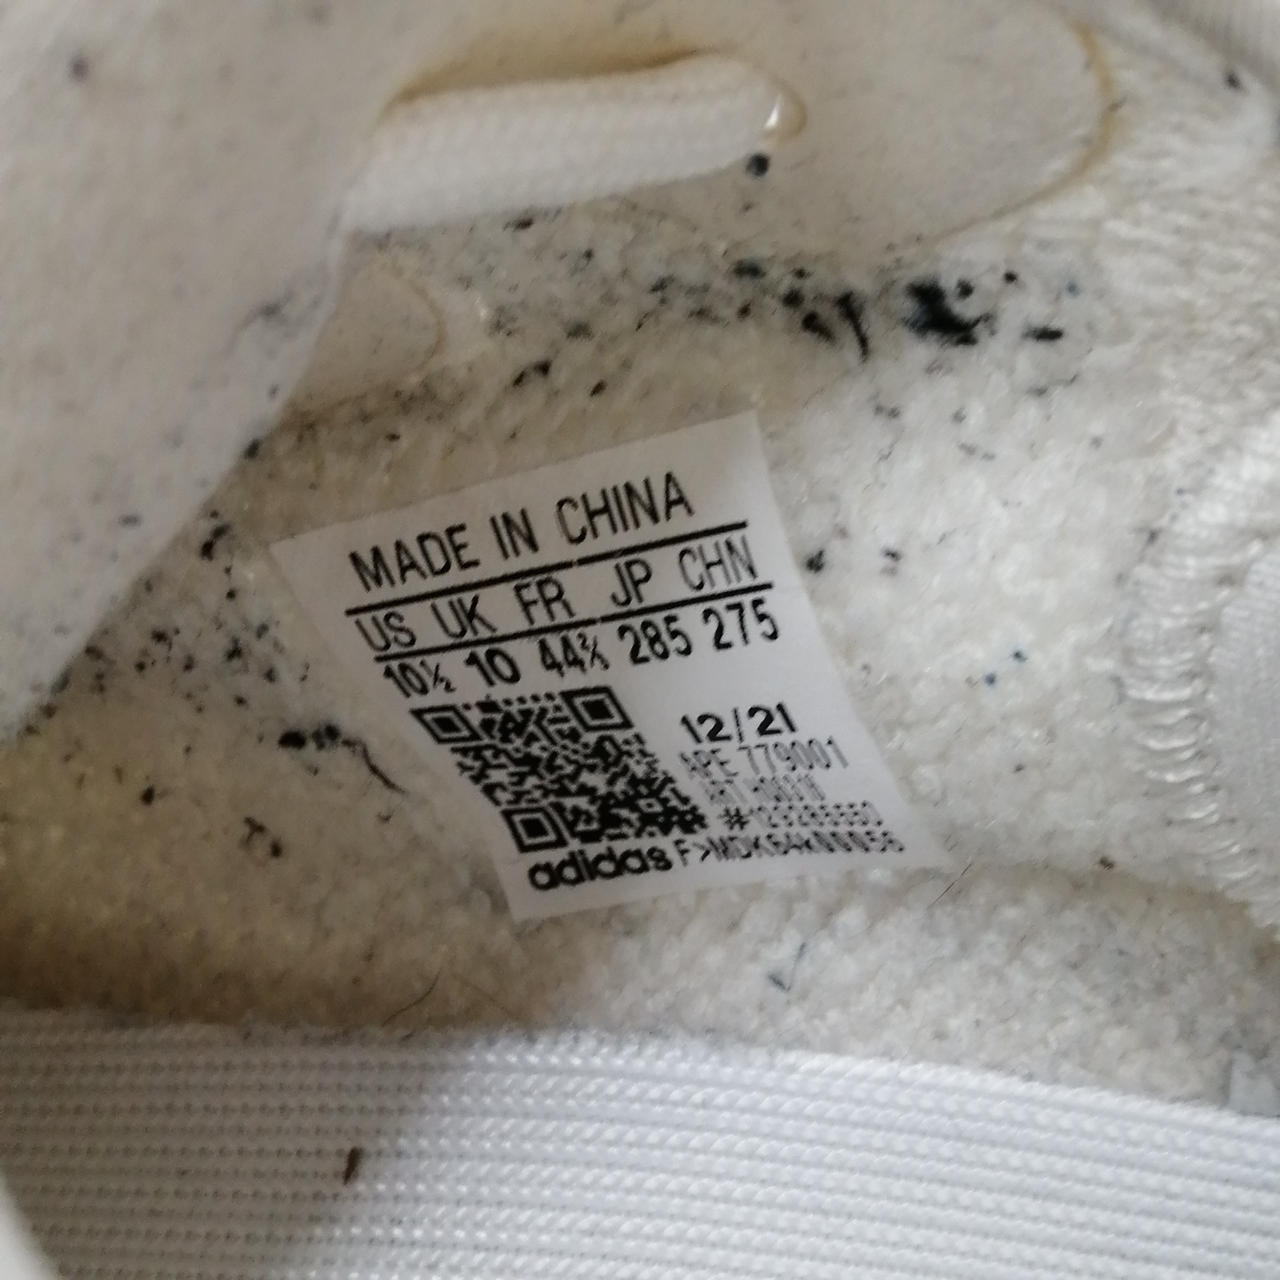 MADE IN CHINA
US UK FR JP CHN
10½ 10 44⅔ 285 275
12/21
APE 779001
ART
adidas